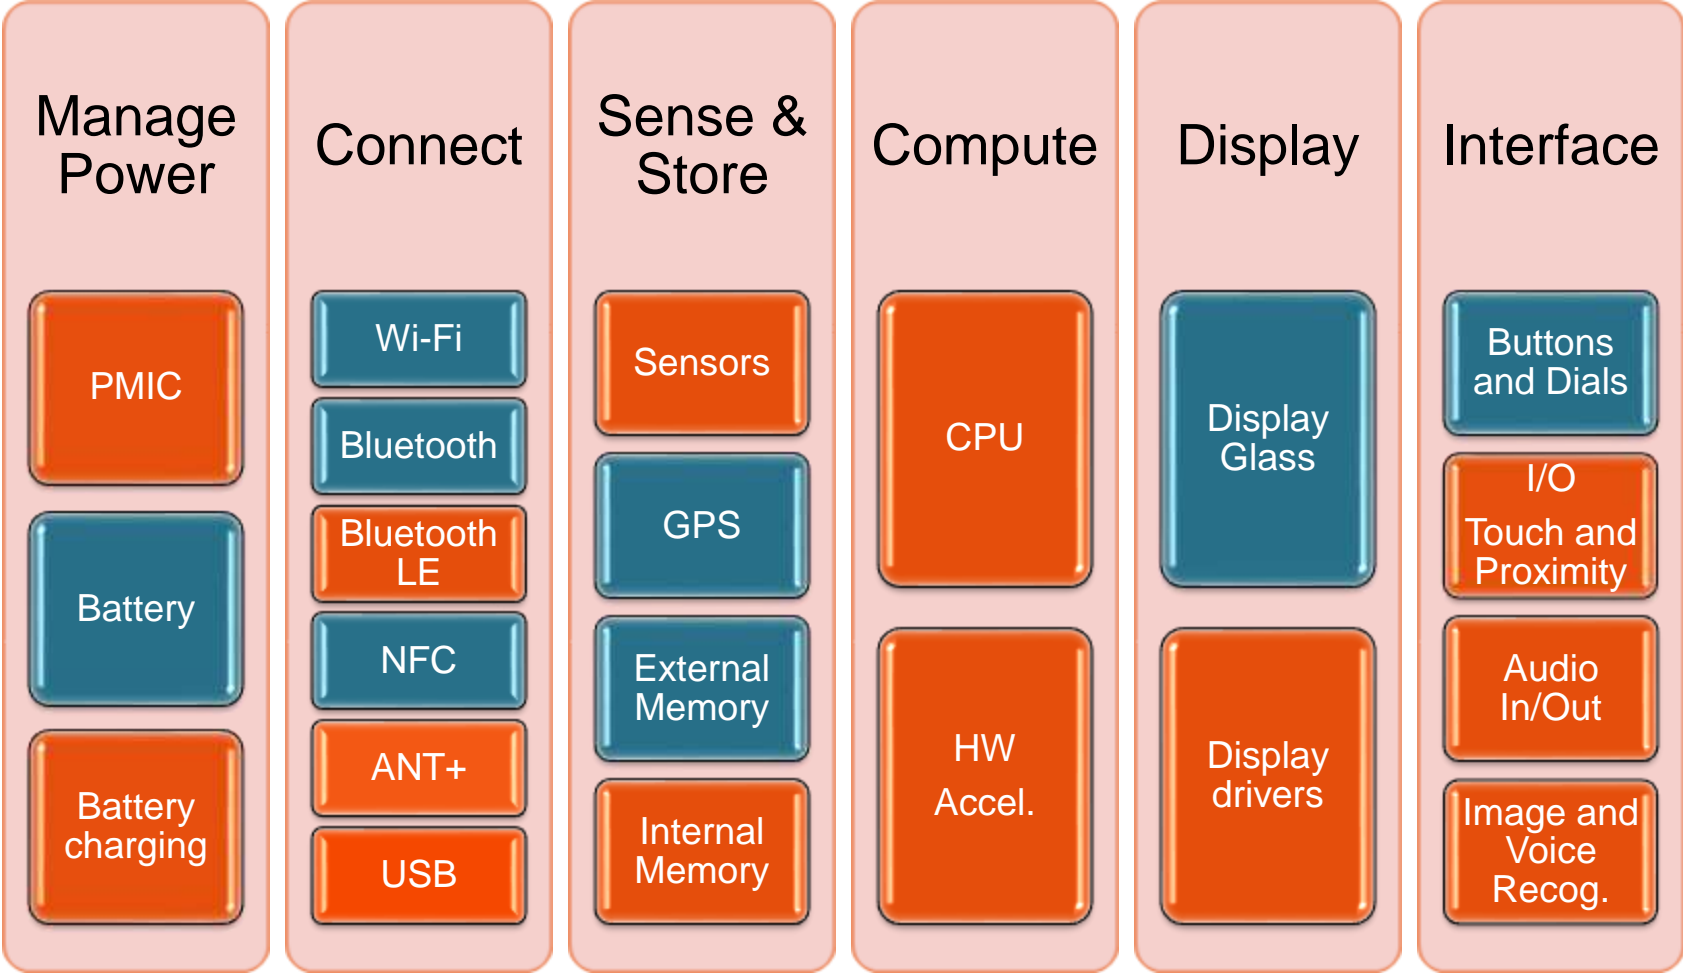 Manage
Power
PMIC
Battery
Battery
charging
Connect
Wi-Fi
Bluetooth
Bluetooth
LE
NFC
ANT+
USB
Sense &
Store
Sensors
GPS
External
Memory
Internal
Memory
Compute
CPU
HW
Accel.
Display
Display
Glass
Display
drivers
Interface
Buttons
and Dials
I/O
Touch and
Proximity
Audio
In/Out
Image and
Voice
Recog.